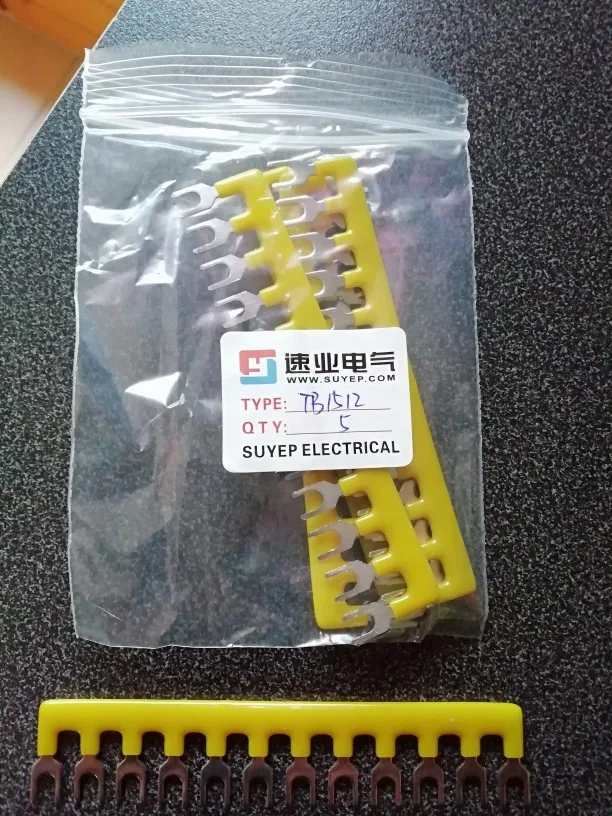 速业电气
WWW.SUYEP.COM
TYPE: TB1512
QTY: 5
SUYEP ELECTRICAL